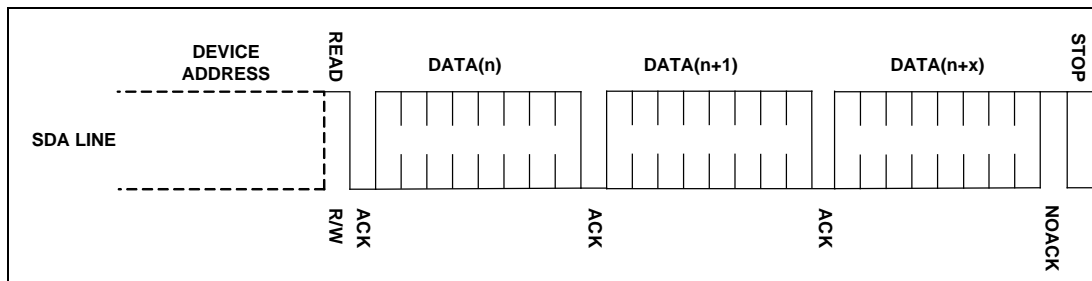 DEVICE
ADDRESS
READ
DATA(n)
DATA(n+1)
DATA(n+x)
STOP
SDA LINE
R/W
ACK
ACK
ACK
NOACK